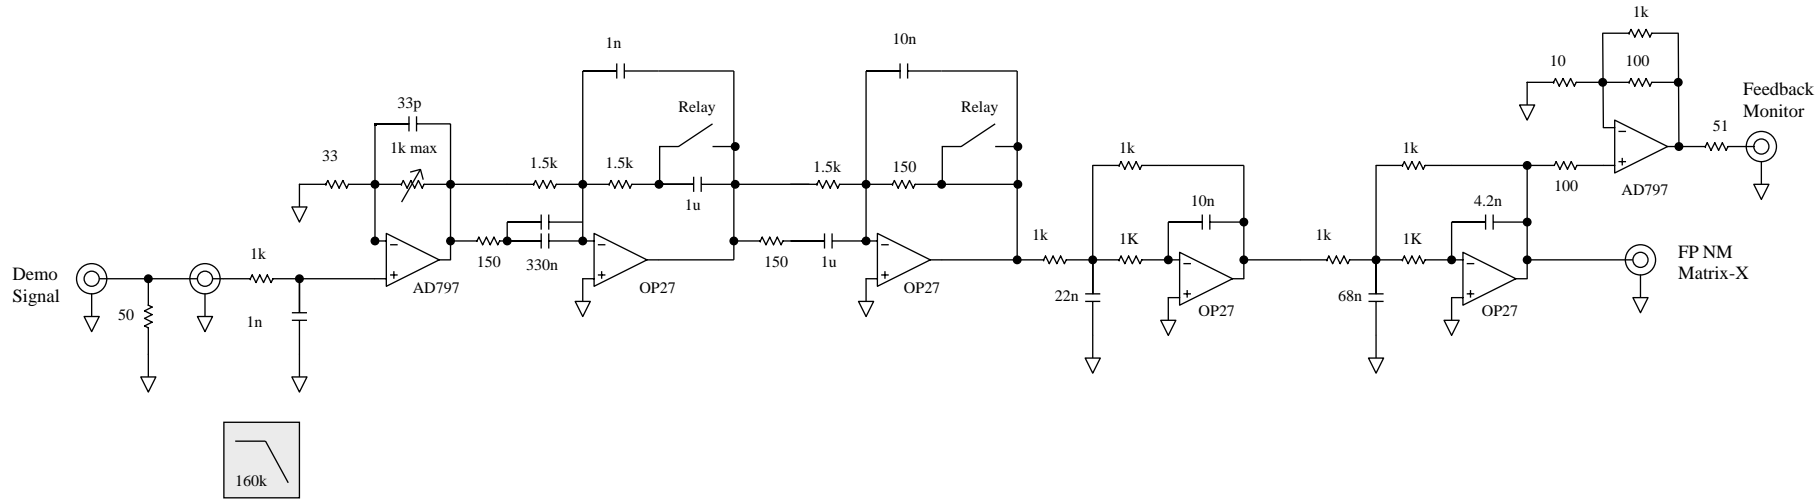 Demo
Signal
50
1k
1n
160k
33
33p
1k max
−
+
AD797
150
330n
1.5k
1.5k
1n
Relay
1u
−
+
OP27
1.5k
150
10n
Relay
150
1u
−
+
OP27
1k
22n
1k
1K
10n
−
+
OP27
1k
68n
1k
1K
4.2n
−
+
OP27
100
10
1k
100
−
+
AD797
51
Feedback
Monitor
FP NM
Matrix-X